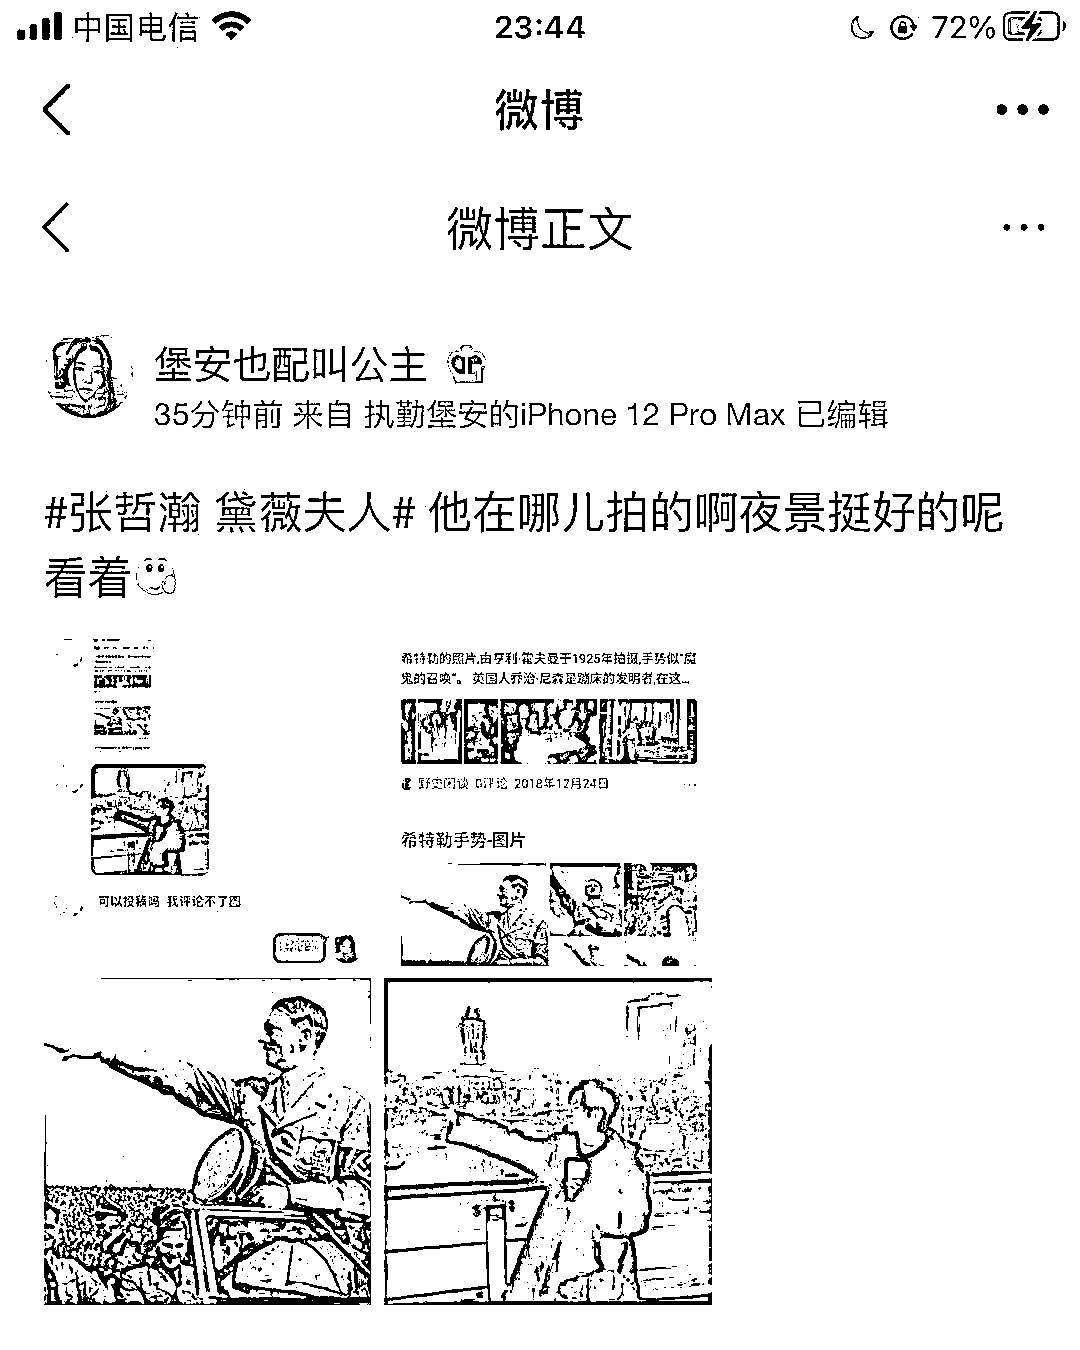 中国电信
23:44
72%
微博
微博正文
堡安也配叫公主
35分钟前 来自 执勤堡安的iPhone 12 Pro Max 已编辑
#张哲瀚 黛薇夫人# 他在哪儿拍的啊夜景挺好的呢
看着
希特勒的照片,由亨利·霍夫曼于1925年拍摄,手势似“魔
鬼的召唤”。 英国人乔治·尼森是蹦床的发明者,在这...
野史闲谈 0评论 2018年12月24日
希特勒手势-图片
可以投稿吗 我评论不了图